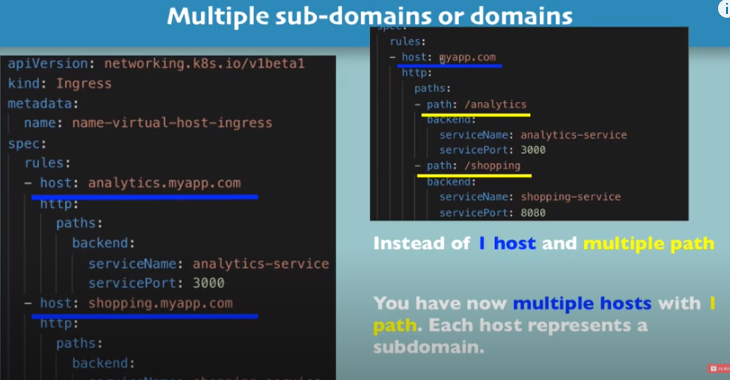 Multiple sub-domains or domains
apiVersion: networking.k8s.io/v1beta1
kind: Ingress
metadata:
name: name-virtual-host-ingress
spec:
rules:
- host: analytics.myapp.com
http:
paths:
backend:
serviceName: analytics-service
servicePort: 3000
- host: shopping.myapp.com
http:
paths:
backend:
spec:
rules:
- host: myapp.com
http:
paths:
- path: /analytics
backend:
serviceName: analytics-service
servicePort: 3000
- path: /shopping
backend:
serviceName: shopping-service
servicePort: 8080
Instead of 1 host and multiple path
You have now multiple hosts with 1
path. Each host represents a
subdomain.